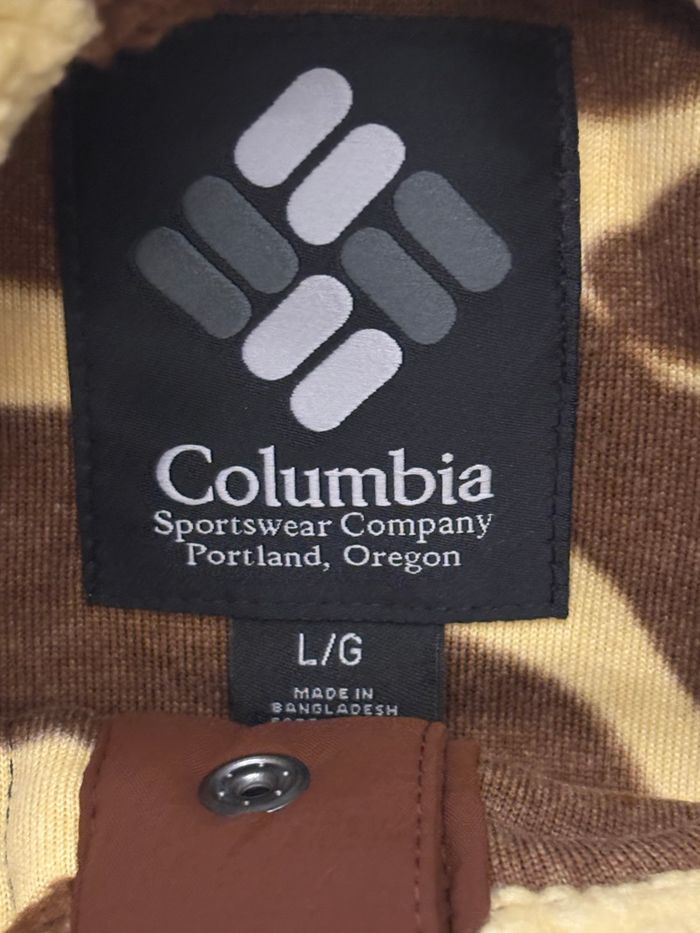 Columbia
Sportswear Company
Portland, Oregon
L/G
MADE IN
BANGLADESH